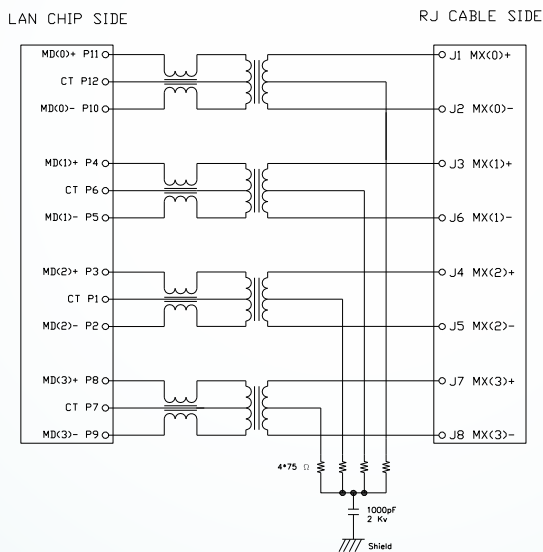 LAN CHIP SIDE
RJ CABLE SIDE
MD(0)+ P11
CT P12
MD(0)- P10
J1 MX(0)+
J2 MX(0)-
MD(1)+ P4
CT P6
MD(1)- P5
J3 MX(1)+
J6 MX(1)-
MD(2)+ P3
CT P1
MD(2)- P2
J4 MX(2)+
J5 MX(2)-
MD(3)+ P8
CT P7
MD(3)- P9
J7 MX(3)+
J8 MX(3)-
4*75 Ω
1000pF
2 Kv
Shield